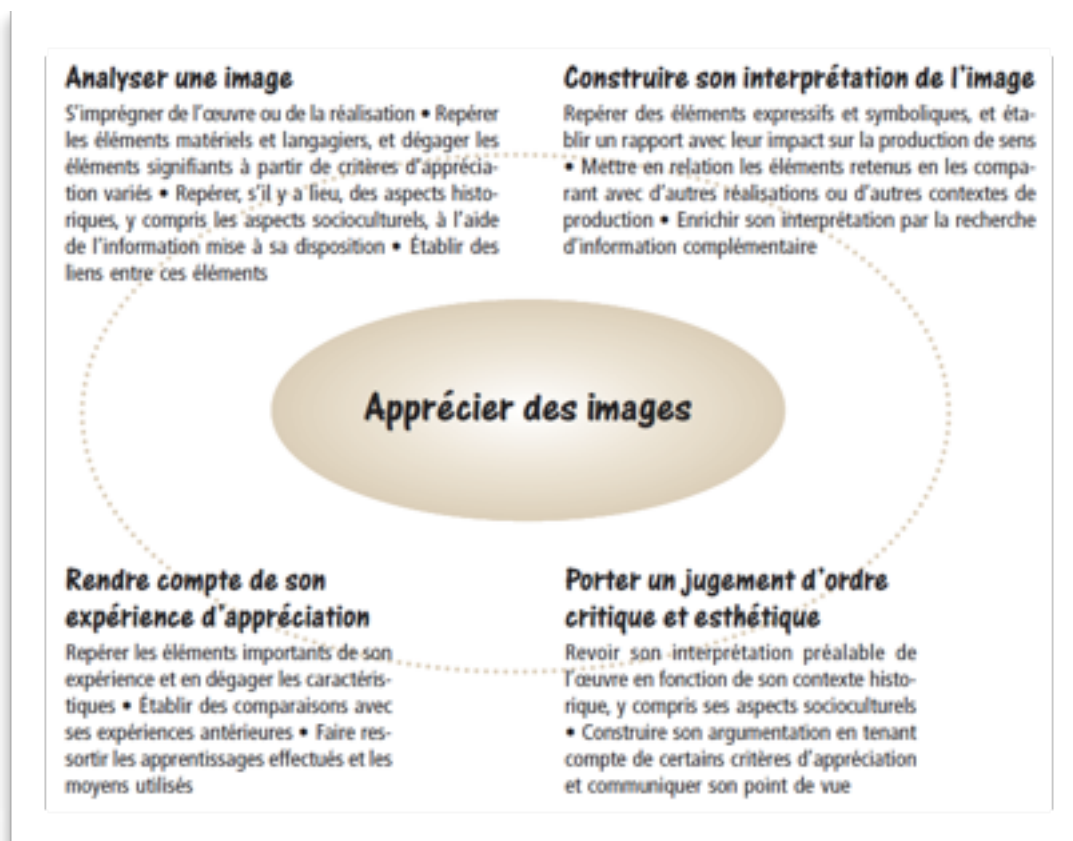 Analyser une image
S'imprégner de l'œuvre ou de la réalisation • Repérer
les éléments matériels et langagiers, et dégager les
éléments signifiants à partir de critères d'apprécia-
tion variés • Repérer, s'il y a lieu, des aspects histo-
riques, y compris les aspects socioculturels, à l'aide
de l'information mise à sa disposition • Établir des
liens entre ces éléments
Construire son interprétation de l'image
Repérer des éléments expressifs et symboliques, et éta-
blir un rapport avec leur impact sur la production de sens
• Mettre en relation les éléments retenus en les compa-
rant avec d'autres réalisations ou d'autres contextes de
production • Enrichir son interprétation par la recherche
d'information complémentaire
Apprécier des images
Rendre compte de son
expérience d'appréciation
Repérer les éléments importants de son
expérience et en dégager les caractéris-
tiques • Établir des comparaisons avec
ses expériences antérieures • Faire res-
sortir les apprentissages effectués et les
moyens utilisés
Porter un jugement d'ordre
critique et esthétique
Revoir son interprétation préalable de
l'œuvre en fonction de son contexte histo-
rique, y compris ses aspects socioculturels
• Construire son argumentation en tenant
compte de certains critères d'appréciation
et communiquer son point de vue